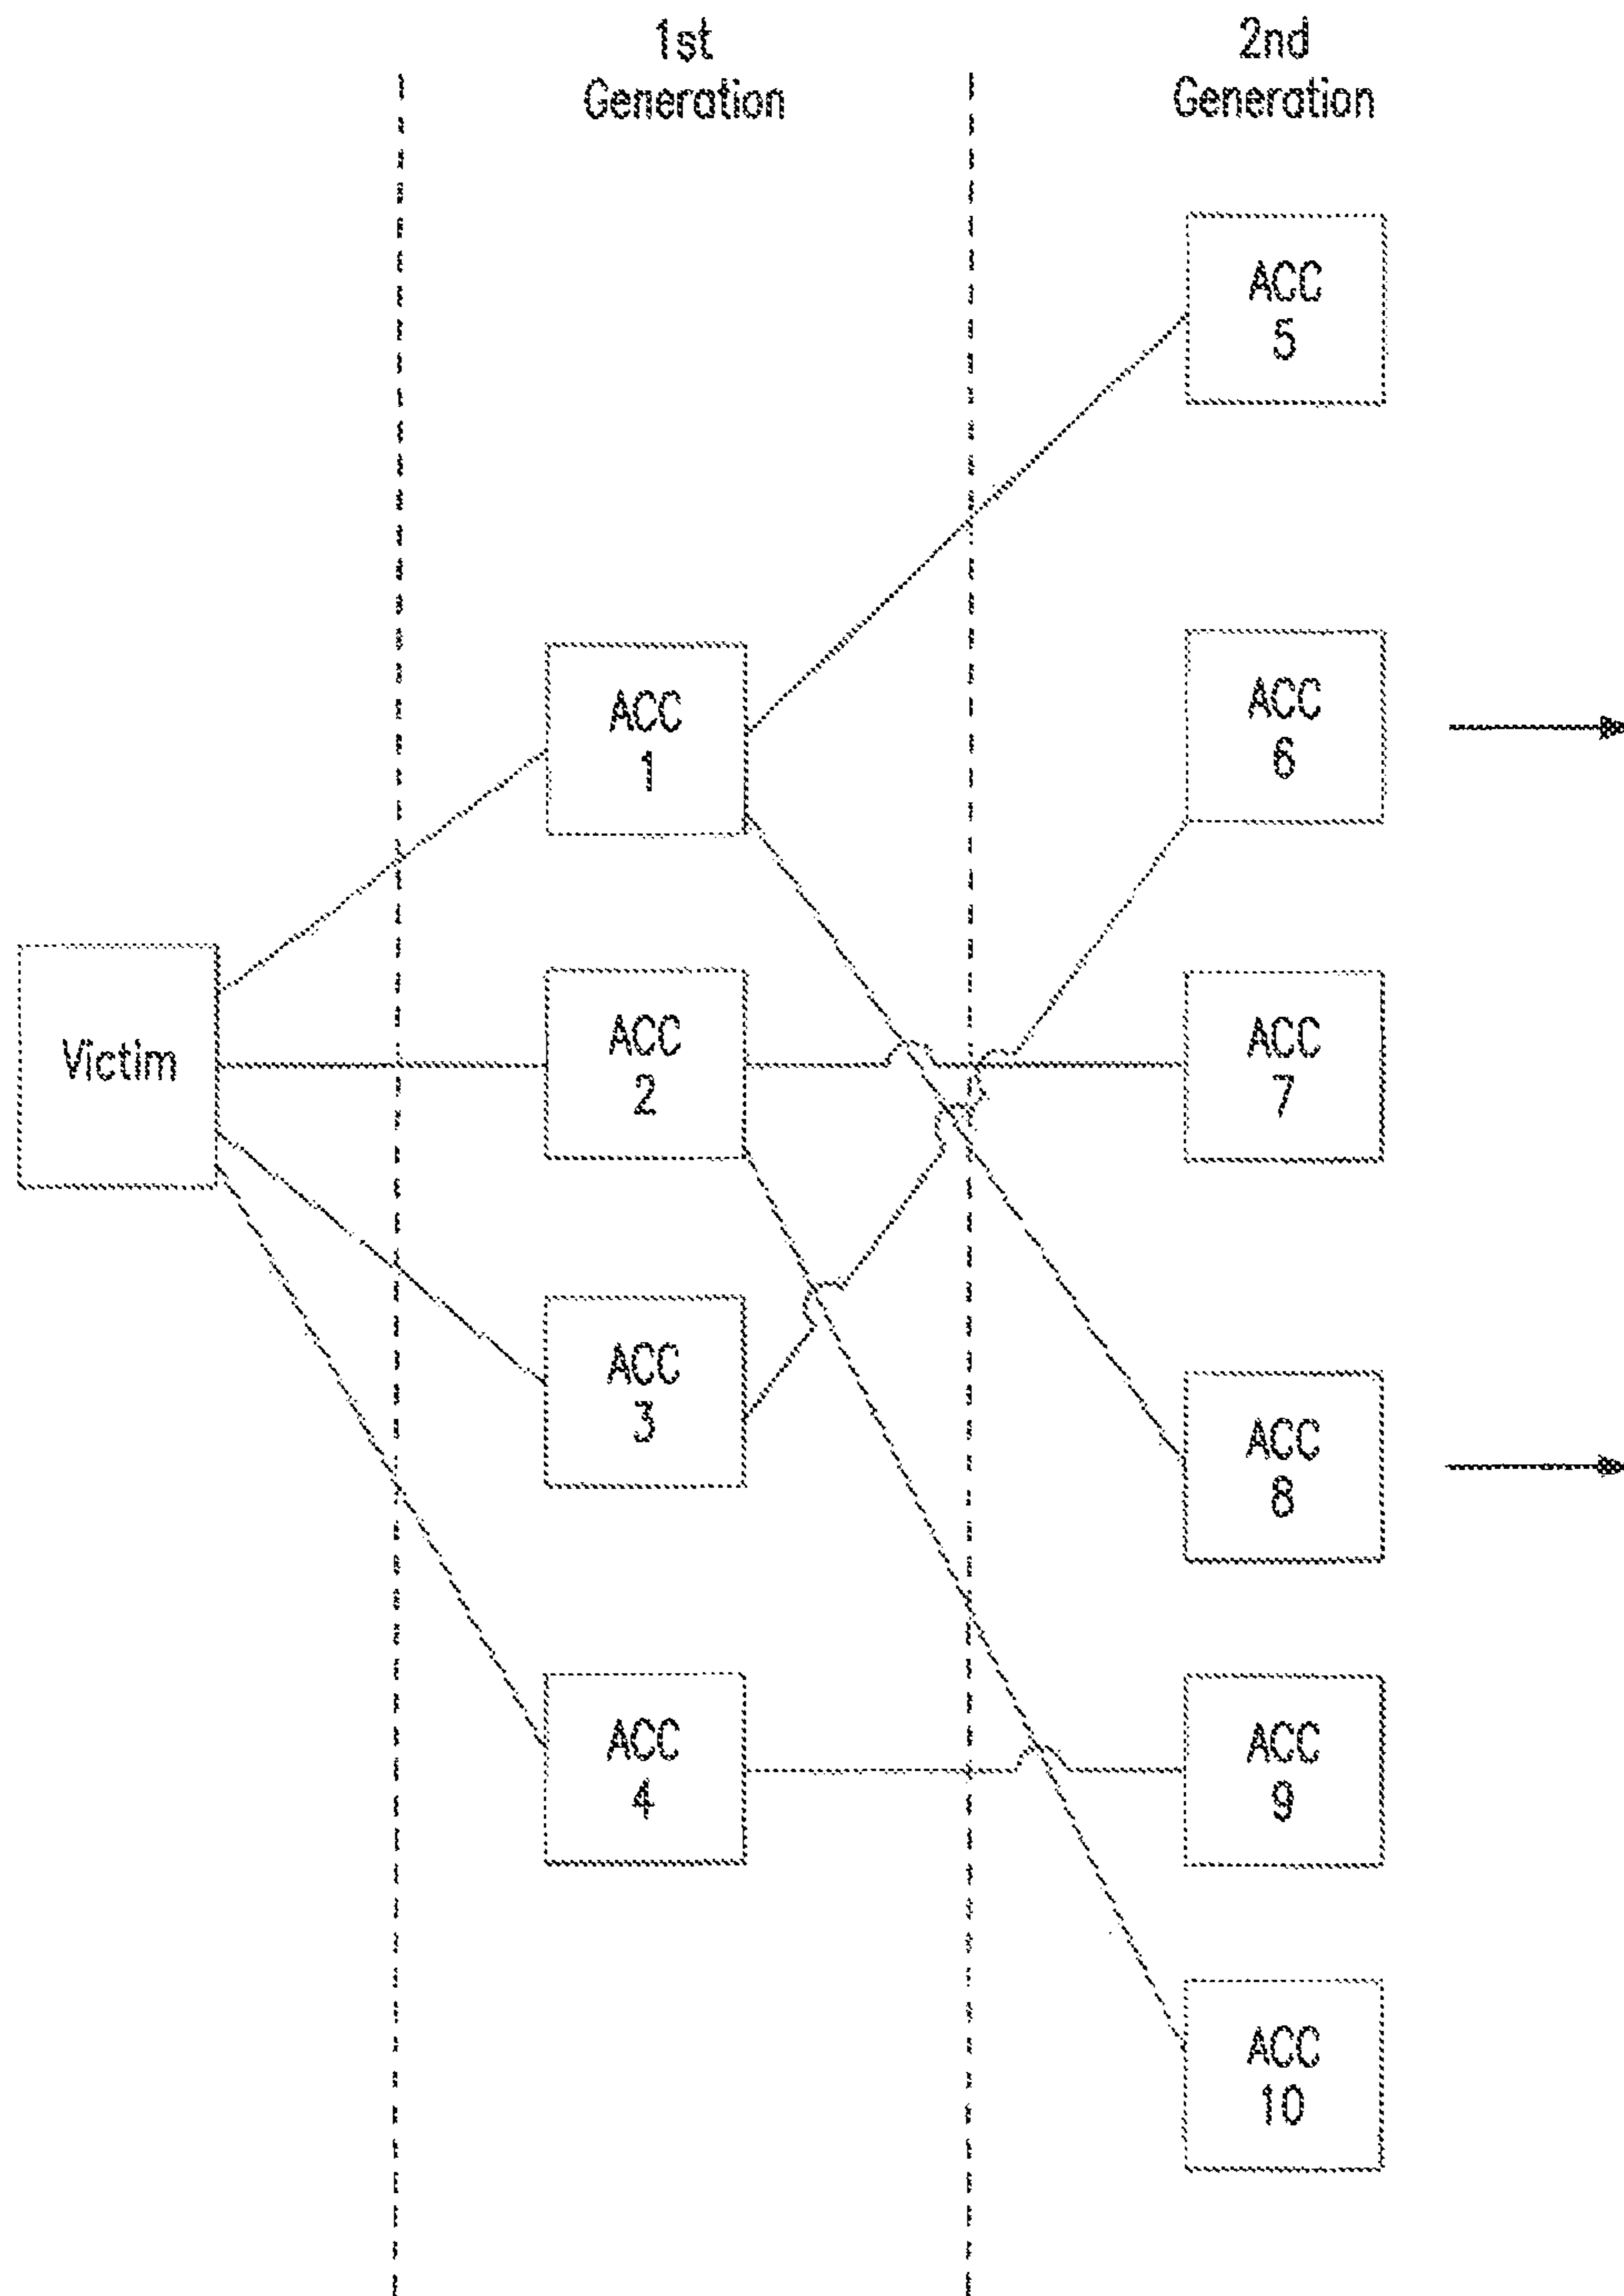 1st
Generation
2nd
Generation
Victim
ACC
1
ACC
2
ACC
3
ACC
4
ACC
5
ACC
6
ACC
7
ACC
8
ACC
9
ACC
10